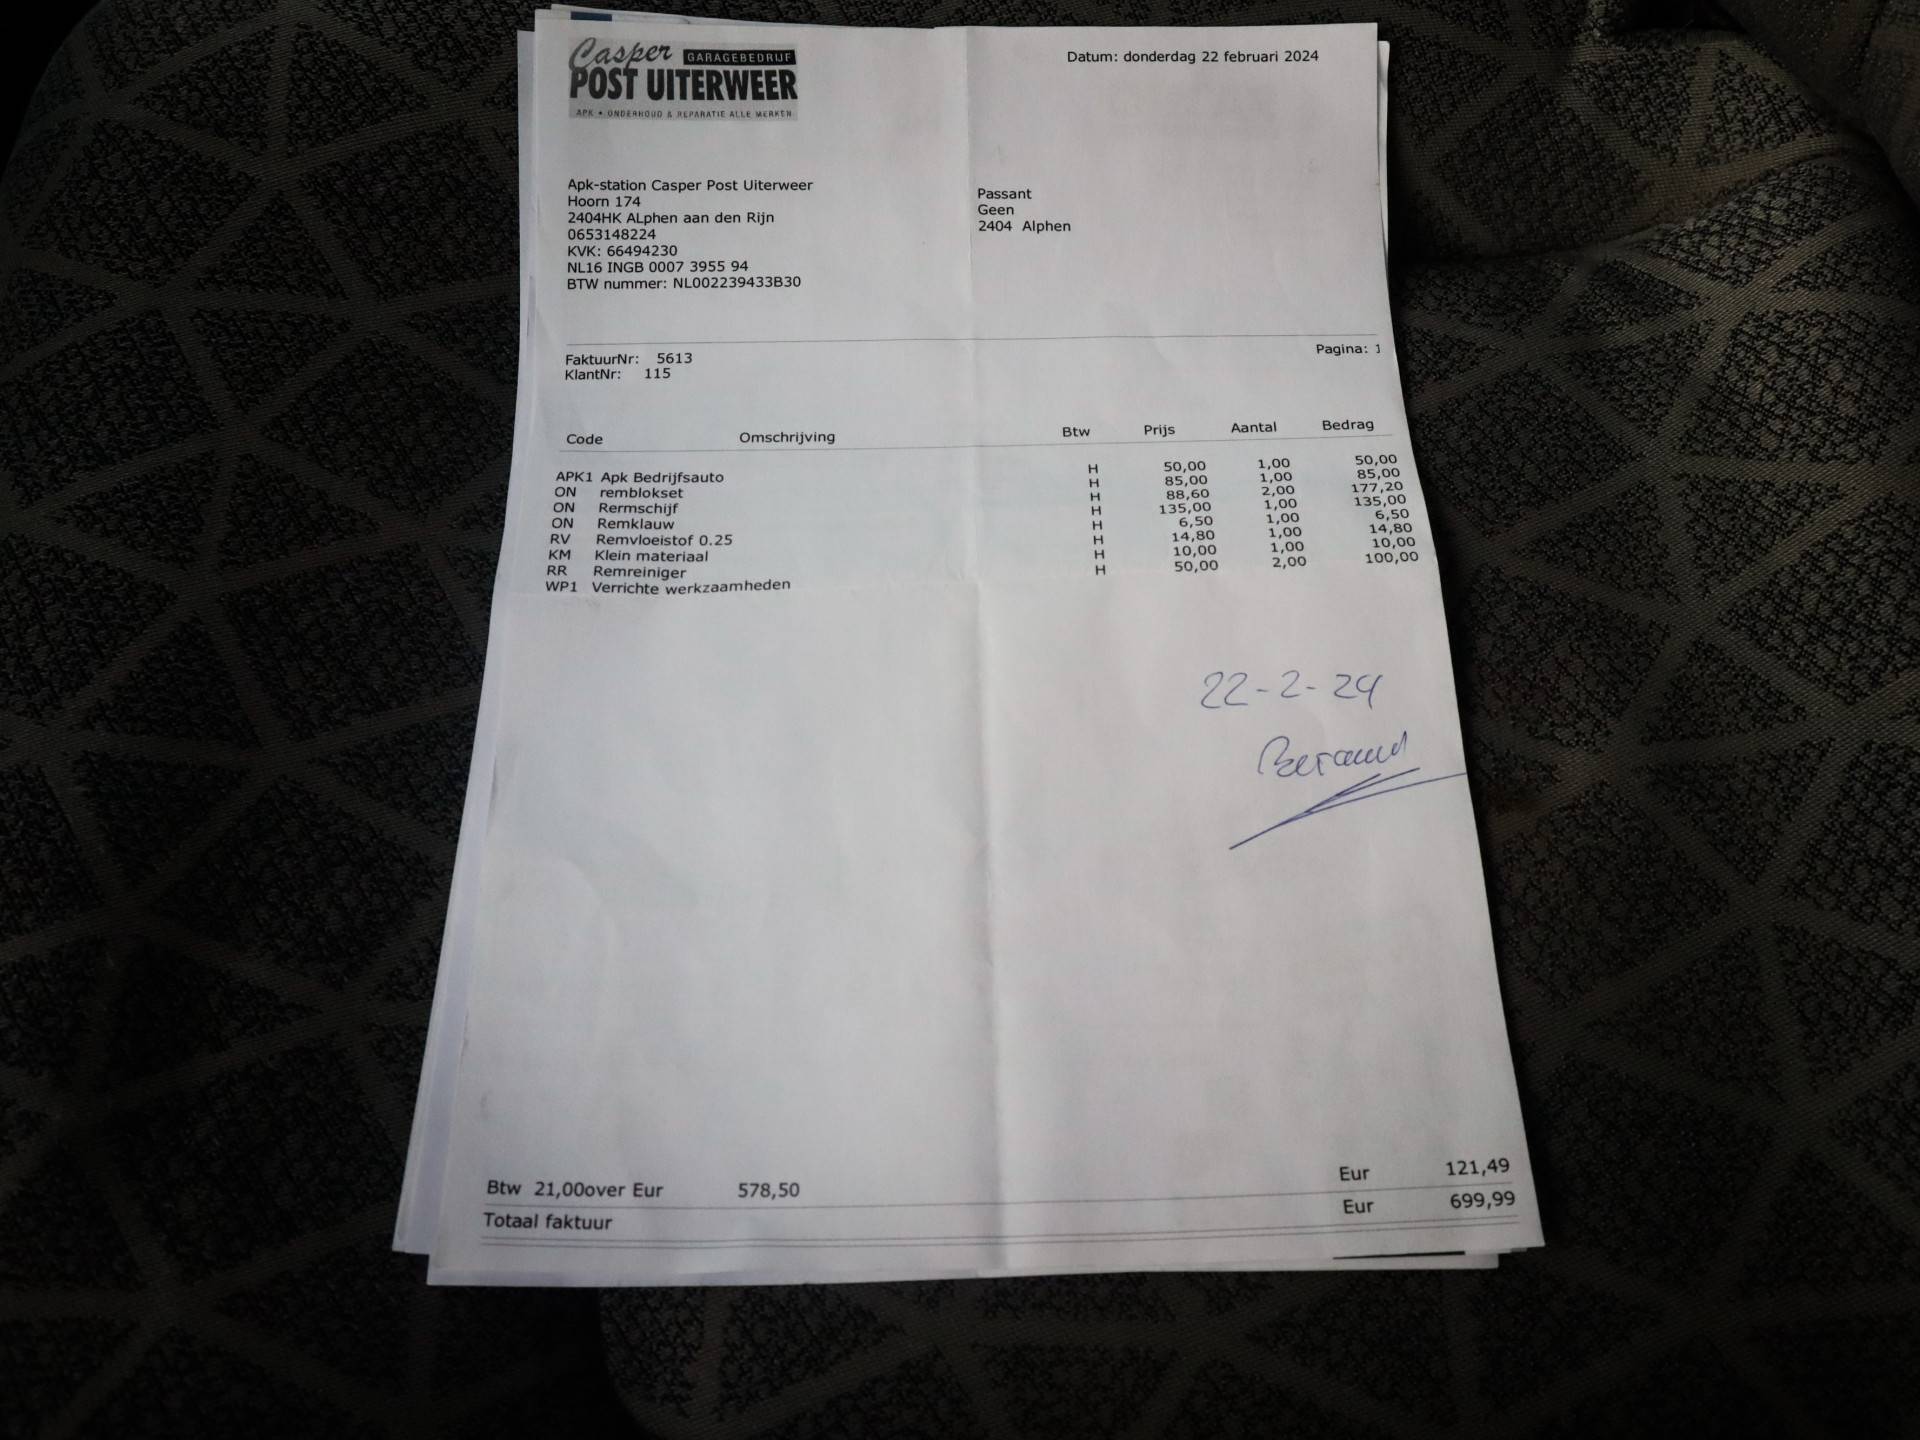 Casper GARAGEBEDRIJF
POST UITERWEER
APK • ONDERHOUD & REPARATIE ALLE MERKEN
Datum: donderdag 22 februari 2024
Apk-station Casper Post Uiterweer
Hoorn 174
2404HK ALphen aan den Rijn
0653148224
KVK: 66494230
NL16 INGB 0007 3955 94
BTW nummer: NL002239433B30
Passant
Geen
2404 Alphen
FaktuurNr: 5613
KlantNr: 115
Pagina: 1
Code Omschrijving Btw Prijs Aantal Bedrag
APK1 Apk Bedrijfsauto H 50,00 1,00 50,00
ON remblokset H 85,00 1,00 85,00
ON Rermschijf H 88,60 2,00 177,20
ON Remklauw H 135,00 1,00 135,00
RV Remvloeistof 0.25 H 6,50 1,00 6,50
KM Klein materiaal H 14,80 1,00 14,80
RR Remreiniger H 10,00 1,00 10,00
WP1 Verrichte werkzaamheden H 50,00 2,00 100,00
22-2-24
Betaald
Btw 21,00over Eur 578,50 Eur 121,49
Totaal faktuur Eur 699,99